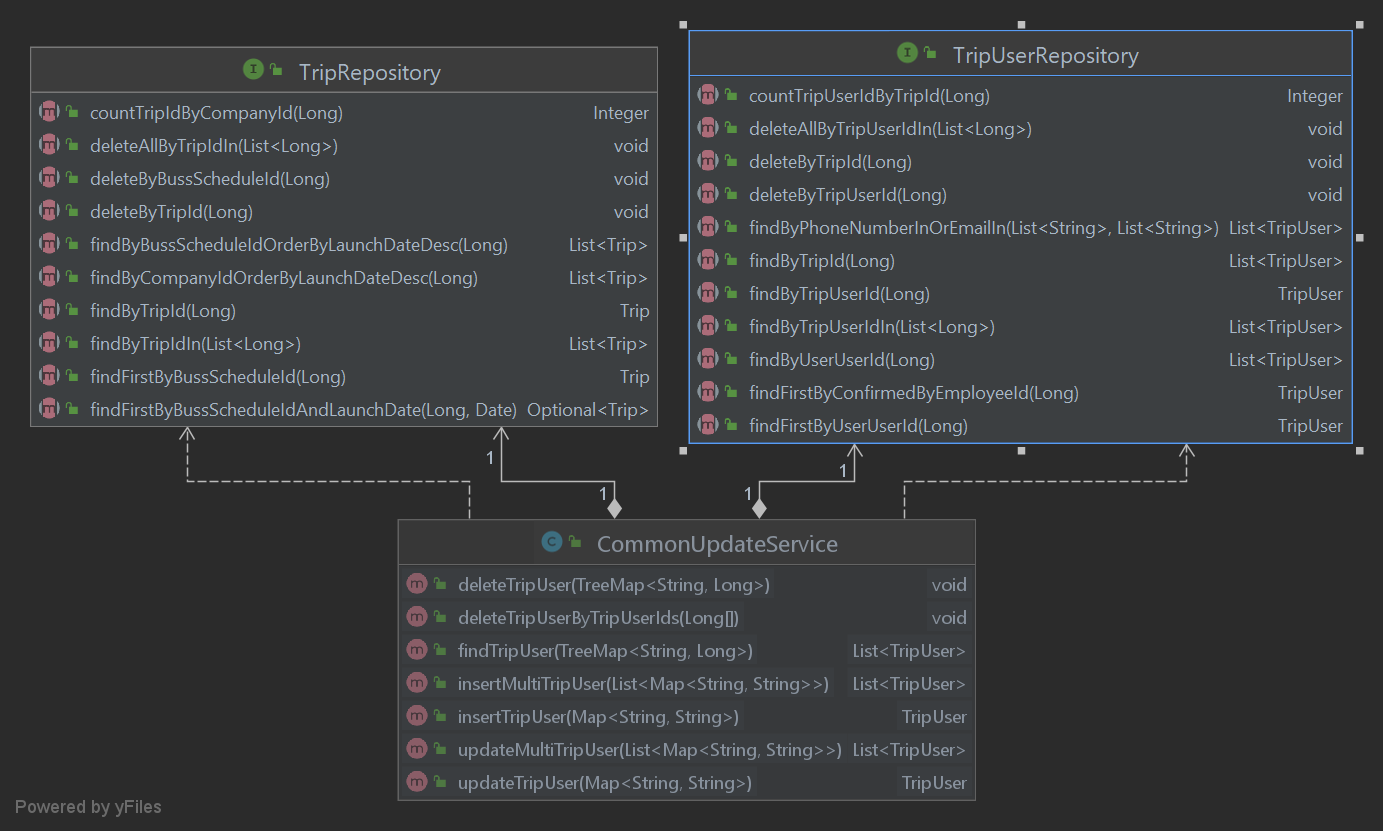 TripRepository
countTripIdByCompanyId(Long) Integer
deleteAllByTripIdIn(List<Long>) void
deleteByBussScheduleId(Long) void
deleteByTripId(Long) void
findByBussScheduleIdOrderByLaunchDateDesc(Long) List<Trip>
findByCompanyIdOrderByLaunchDateDesc(Long) List<Trip>
findByTripId(Long) Trip
findByTripIdIn(List<Long>) List<Trip>
findFirstByBussScheduleId(Long) Trip
findFirstByBussScheduleIdAndLaunchDate(Long, Date) Optional<Trip>
TripUserRepository
countTripUserIdByTripId(Long) Integer
deleteAllByTripUserIdIn(List<Long>) void
deleteByTripId(Long) void
deleteByTripUserId(Long) void
findByPhoneNumberInOrEmailIn(List<String>, List<String>) List<TripUser>
findByTripId(Long) List<TripUser>
findByTripUserId(Long) TripUser
findByTripUserIdIn(List<Long>) List<TripUser>
findByUserUserId(Long) List<TripUser>
findFirstByConfirmedByEmployeeId(Long) TripUser
findFirstByUserUserId(Long) TripUser
1
1
1
1
CommonUpdateService
deleteTripUser(TreeMap<String, Long>) void
deleteTripUserByTripUserIds(Long[]) void
findTripUser(TreeMap<String, Long>) List<TripUser>
insertMultiTripUser(List<Map<String, String>>) List<TripUser>
insertTripUser(Map<String, String>) TripUser
updateMultiTripUser(List<Map<String, String>>) List<TripUser>
updateTripUser(Map<String, String>) TripUser
Powered by yFiles